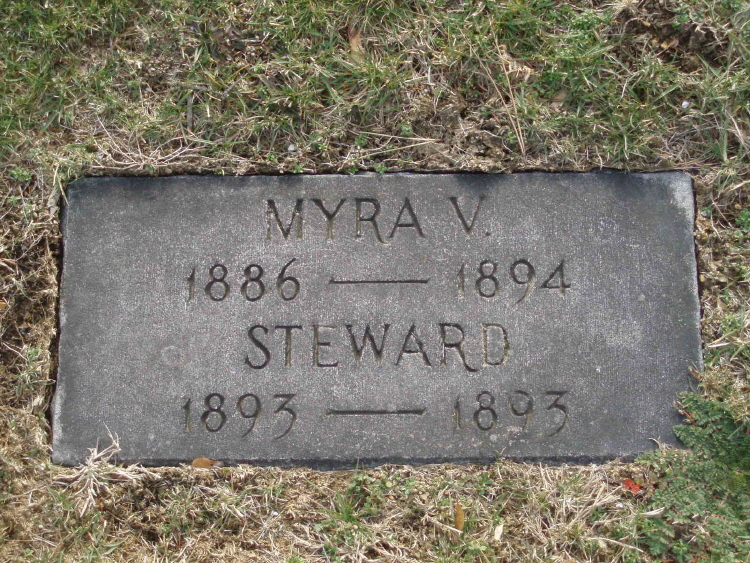 MYRA V.
1886 — 1894
STEWARD
1893 — 1893